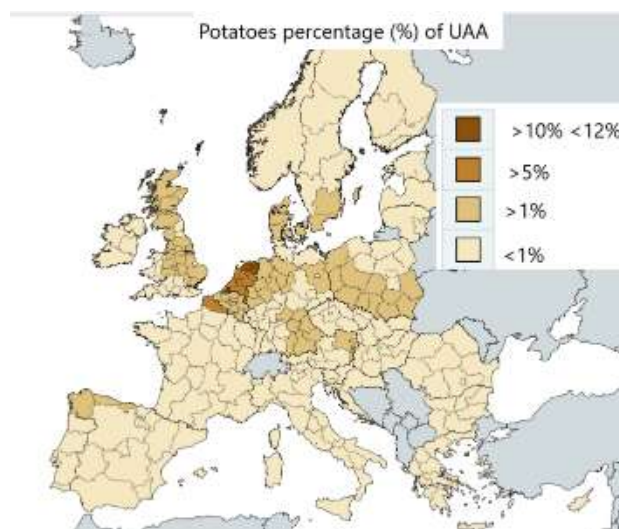 Potatoes percentage (%) of UAA
>10% <12%
>5%
>1%
<1%